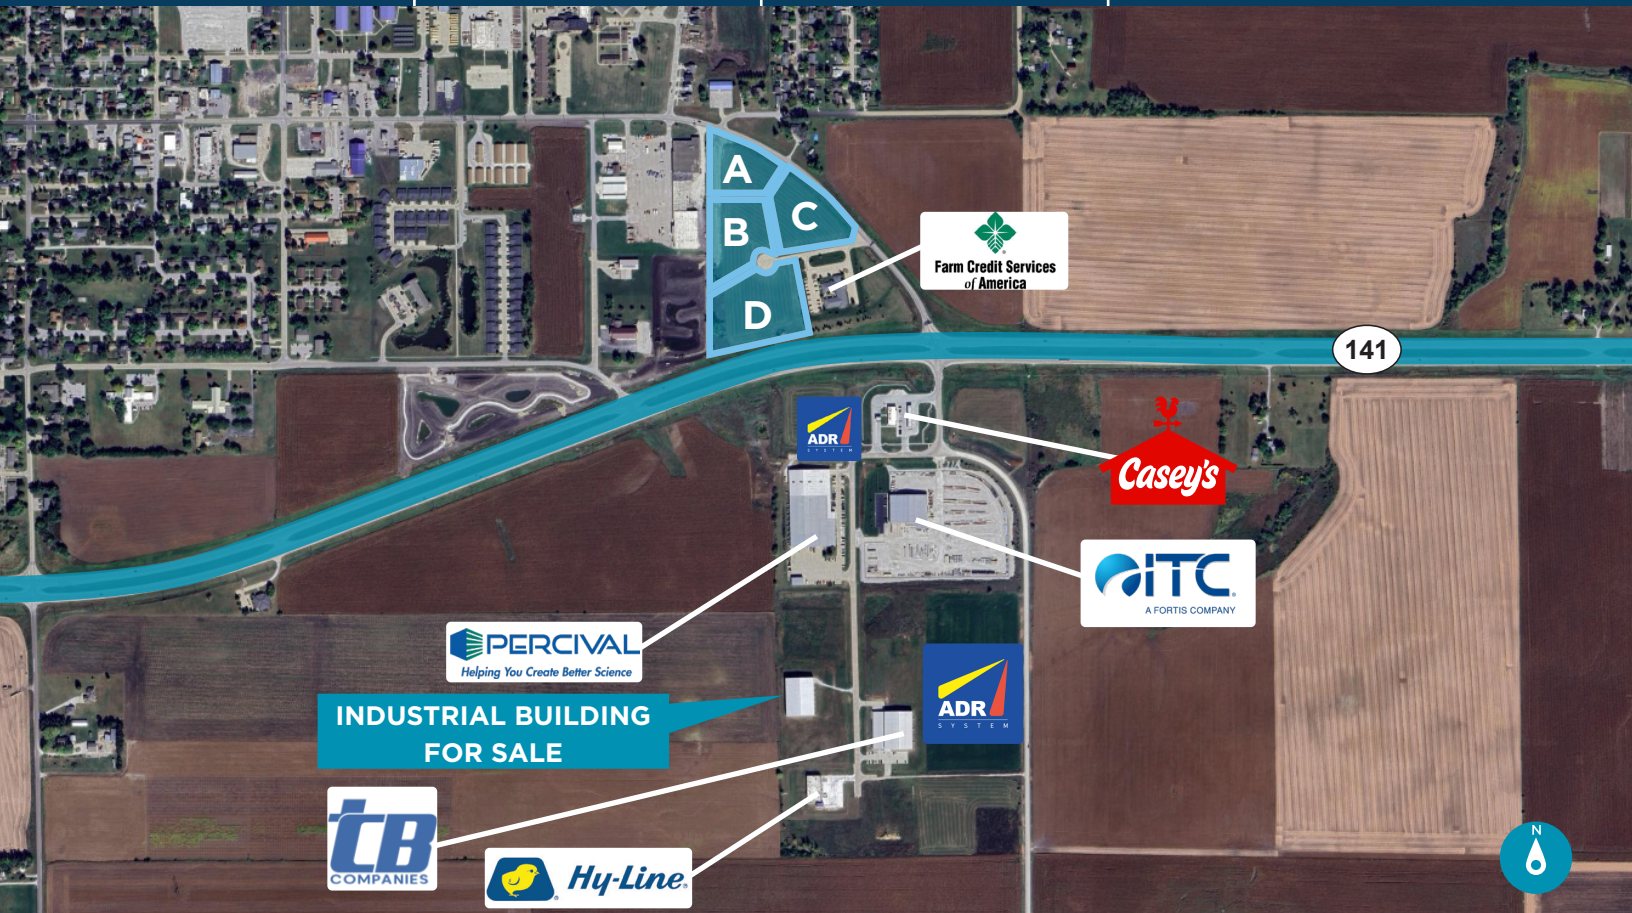 A
B
C
D
Farm Credit Services
of America
141
ADR
SYSTEM
Casey's
ITC
A FORTIS COMPANY
PERCIVAL
Helping You Create Better Science
INDUSTRIAL BUILDING
FOR SALE
ADR
SYSTEM
TCB
COMPANIES
Hy-Line
N